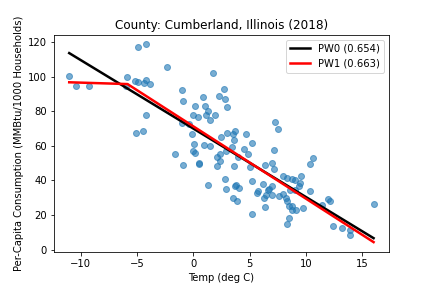 County: Cumberland, Illinois (2018)
Per-Capita Consumption (MMBtu/1000 Households)
120
100
80
60
40
20
0
PW0 (0.654)
PW1 (0.663)
−10
−5
0
5
10
15
Temp (deg C)